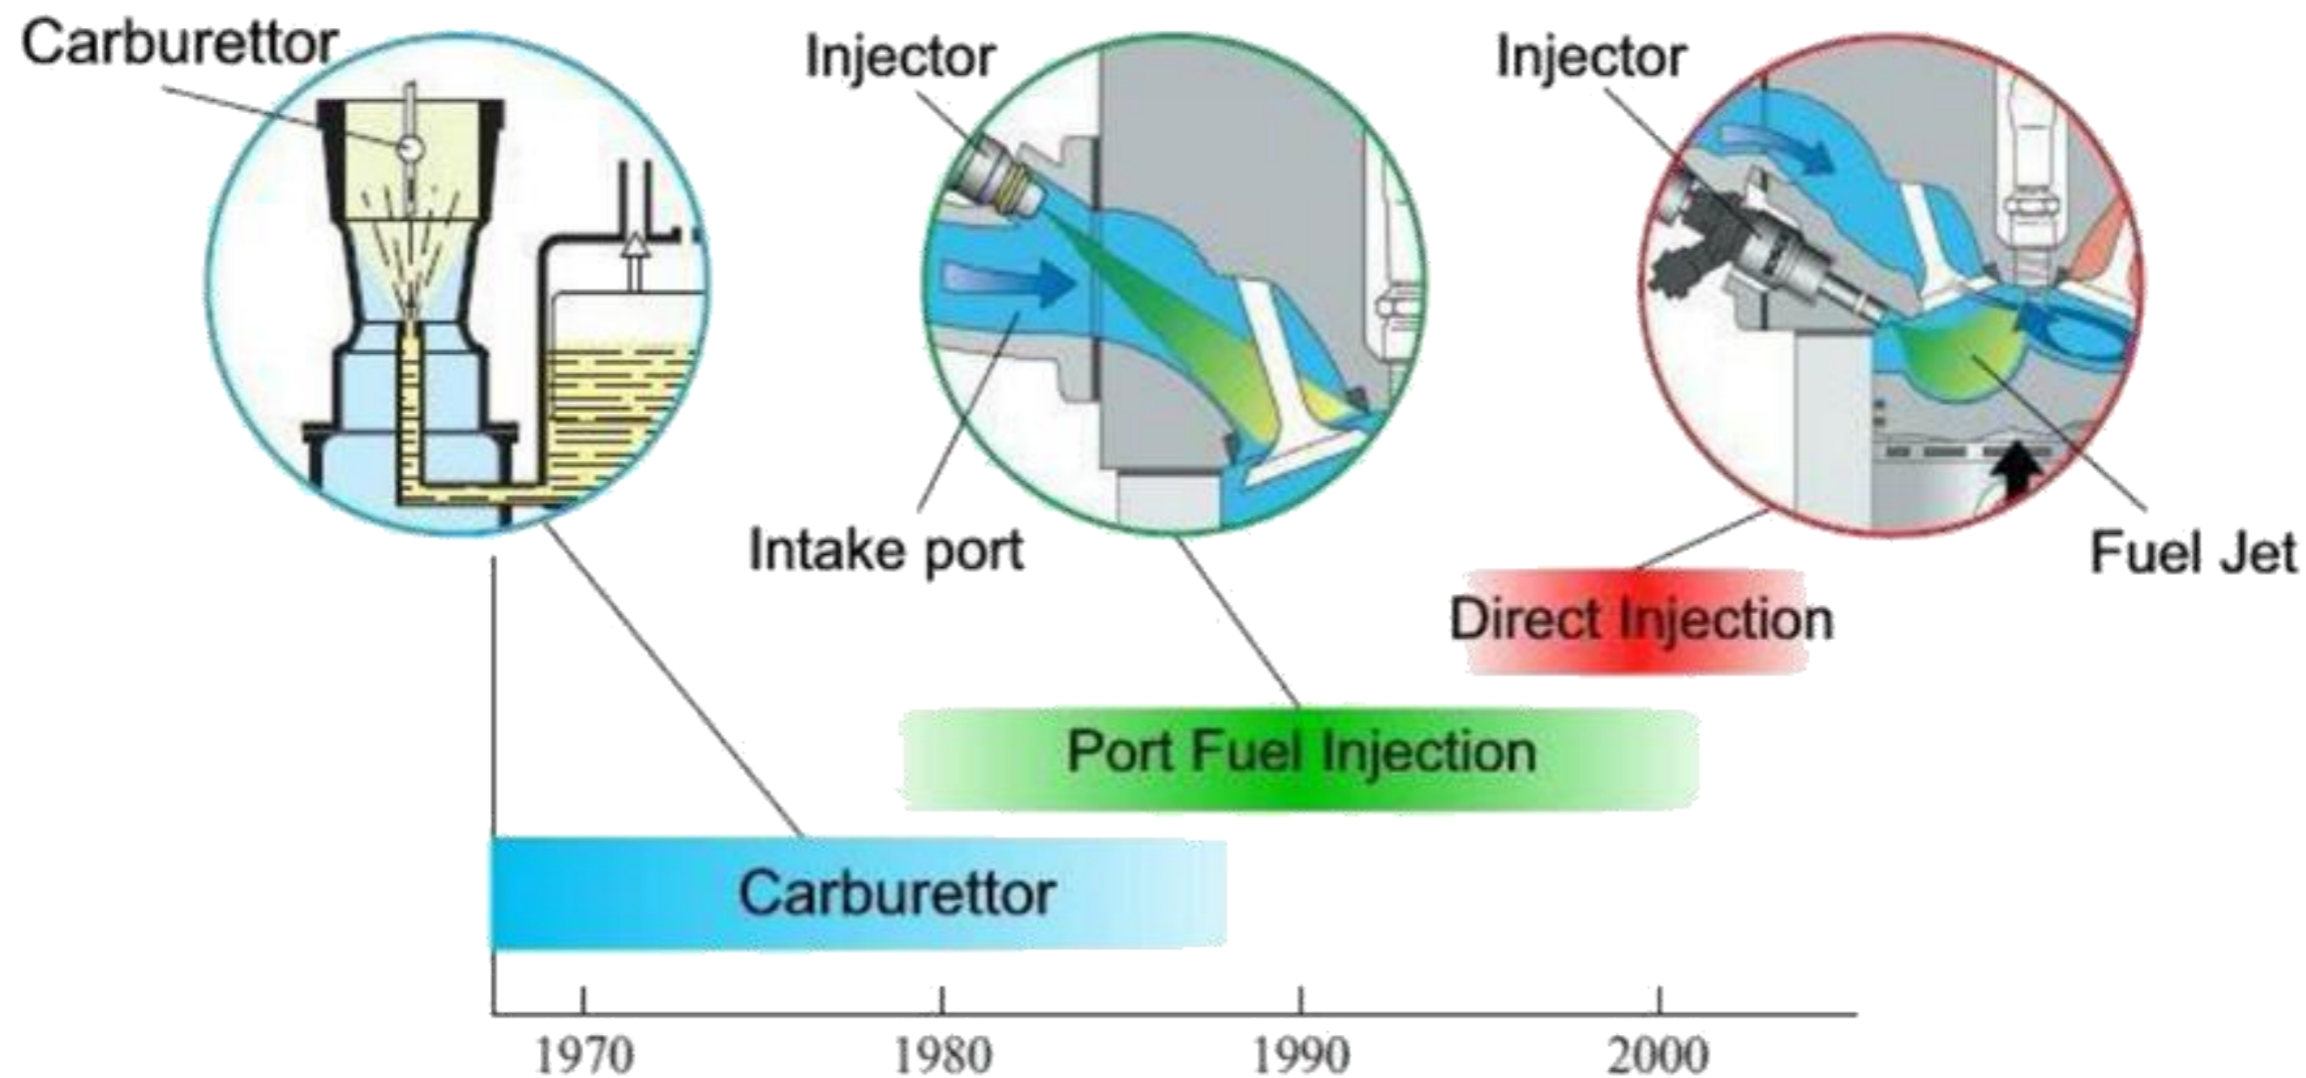 Carburettor
Injector
Injector
Intake port
Fuel Jet
Direct Injection
Port Fuel Injection
Carburettor
1970
1980
1990
2000